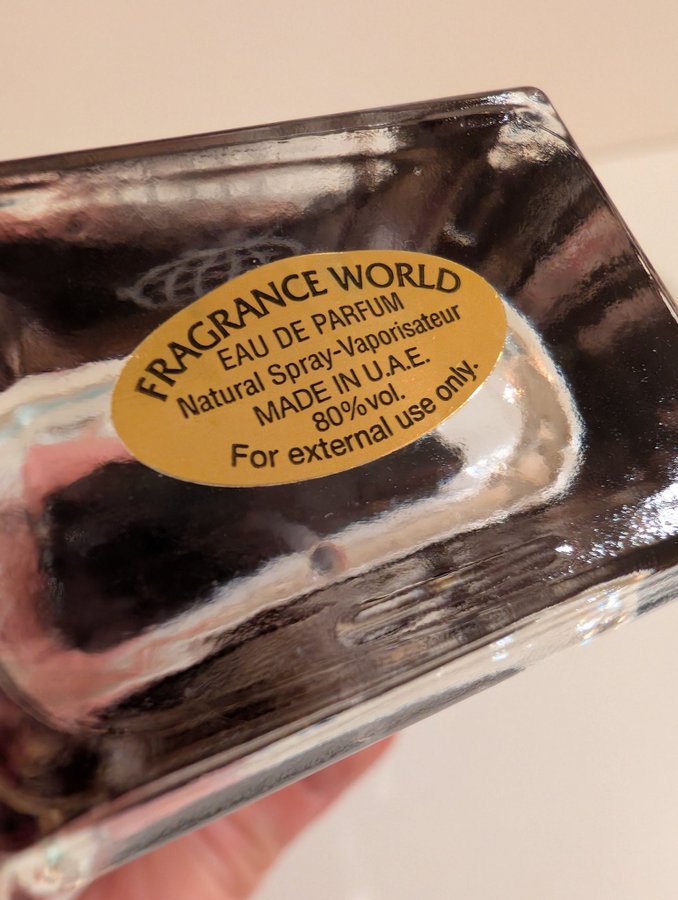 FRAGRANCE WORLD
EAU DE PARFUM
Natural Spray-Vaporisateur
MADE IN U.A.E.
80%vol.
For external use only.